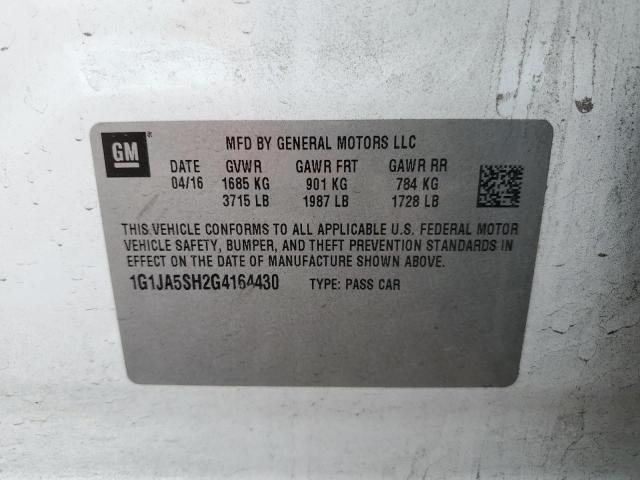 GM
MFD BY GENERAL MOTORS LLC
DATE GVWR GAWR FRT GAWR RR
04/16 1685 KG 901 KG 784 KG
3715 LB 1987 LB 1728 LB
THIS VEHICLE CONFORMS TO ALL APPLICABLE U.S. FEDERAL MOTOR
VEHICLE SAFETY, BUMPER, AND THEFT PREVENTION STANDARDS IN
EFFECT ON THE DATE OF MANUFACTURE SHOWN ABOVE.
1G1JA5SH2G4164430 TYPE: PASS CAR